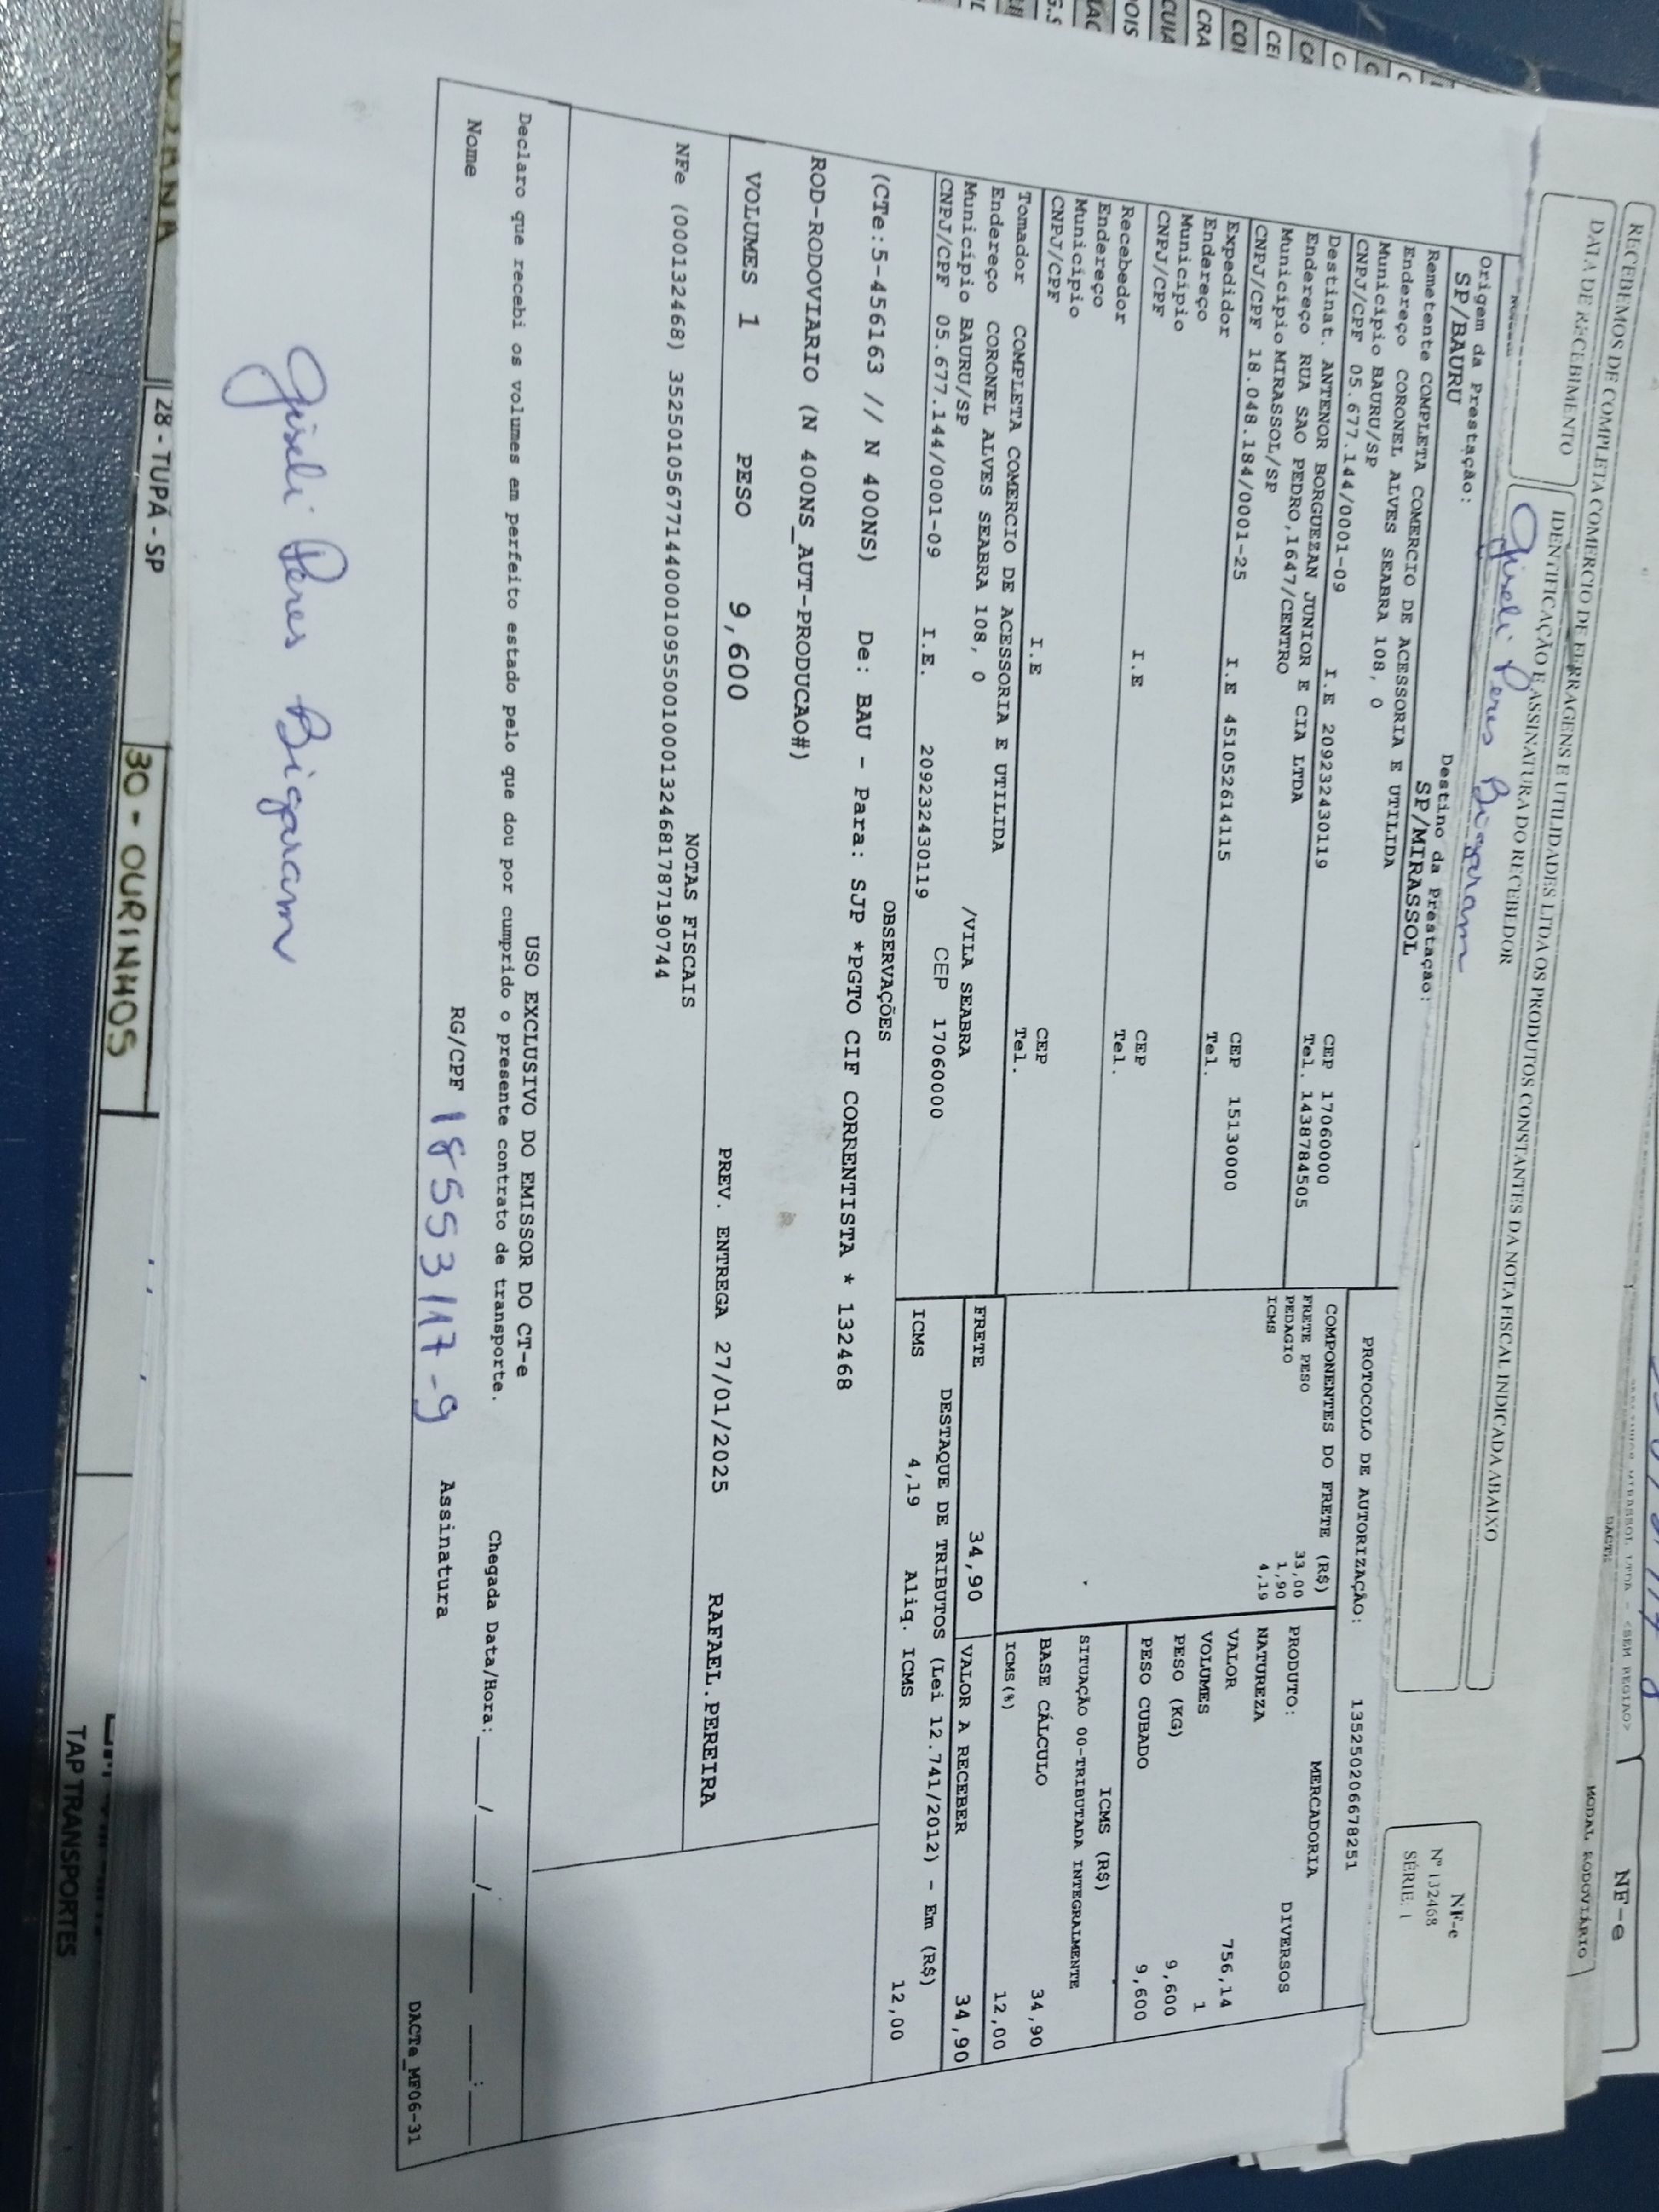 RECEBEMOS DE COMPLETA COMERCIO DE FERRAGENS E UTILIDADES LTDA OS PRODUTOS CONSTANTES DA NOTA FISCAL INDICADA ABAIXO
DATA DE RECEBIMENTO
IDENTIFICAÇÃO E ASSINATURA DO RECEBEDOR
Giseli Peres Bigaram
NF-e
MODAL RODOVIÁRIO
NF-e
Nº 132468
SÉRIE 1
Origem da Prestação:
SP/BAURU
Destino da Prestação:
SP/MIRASSOL
PROTOCOLO DE AUTORIZAÇÃO: 135250206678251
Remetente COMPLETA COMERCIO DE ACESSORIA E UTILIDA
Endereço CORONEL ALVES SEABRA 108, 0
Município BAURU/SP
CEP 17060000
CNPJ/CPF 05.677.144/0001-09 I.E 209232430119 Tel. 1438784505
Destinat. ANTENOR BORGUEZAN JUNIOR E CIA LTDA
Endereço RUA SAO PEDRO,1647/CENTRO
Município MIRASSOL/SP CEP 15130000
CNPJ/CPF 18.048.184/0001-25 I.E 451052614115 Tel.
Expedidor
Endereço
Município CEP
CNPJ/CPF I.E Tel.
Recebedor
Endereço
Município CEP
CNPJ/CPF I.E Tel.
Tomador COMPLETA COMERCIO DE ACESSORIA E UTILIDA
Endereço CORONEL ALVES SEABRA 108, 0 /VILA SEABRA
Município BAURU/SP CEP 17060000
CNPJ/CPF 05.677.144/0001-09 I.E. 209232430119
COMPONENTES DO FRETE (R$)
FRETE PESO 33,00
PEDAGIO 1,90
ICMS 4,19
MERCADORIA
PRODUTO: DIVERSOS
NATUREZA
VALOR 756,14
VOLUMES 1
PESO (KG) 9,600
PESO CUBADO 9,600
ICMS (R$)
SITUAÇÃO 00-TRIBUTADA INTEGRALMENTE
BASE CÁLCULO 34,90
ICMS(%) 12,00
FRETE 34,90 VALOR A RECEBER 34,90
DESTAQUE DE TRIBUTOS (Lei 12.741/2012) - Em (R$)
ICMS 4,19 Aliq. ICMS 12,00
OBSERVAÇÕES
(CTe:5-456163 // N 400NS) De: BAU - Para: SJP *PGTO CIF CORRENTISTA * 132468
ROD-RODOVIARIO (N 400NS_AUT-PRODUCAO#)
VOLUMES 1 PESO 9,600 PREV. ENTREGA 27/01/2025 RAFAEL.PEREIRA
NOTAS FISCAIS
NFe (000132468) 35250105677144000109550010001324681787190744
USO EXCLUSIVO DO EMISSOR DO CT-e
Declaro que recebi os volumes em perfeito estado pelo que dou por cumprido o presente contrato de transporte.
Chegada Data/Hora: ___/___/_____ ___:___
Nome RG/CPF 18553117-9 Assinatura
DACTe_MF06-31
Giseli Peres Bigaram
28 - TUPÁ - SP
30 - OURINHOS
TAP TRANSPORTES